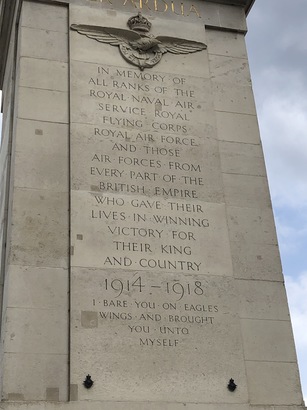 ARDUA
IN MEMORY OF
ALL RANKS OF THE
ROYAL NAVAL AIR
SERVICE ROYAL
FLYING CORPS
ROYAL AIR FORCE
AND THOSE
AIR FORCES FROM
EVERY PART OF THE
BRITISH EMPIRE
WHO GAVE THEIR
LIVES IN WINNING
VICTORY FOR
THEIR KING
AND COUNTRY
1914–1918
I BARE YOU ON EAGLES
WINGS AND BROUGHT
YOU UNTO
MYSELF